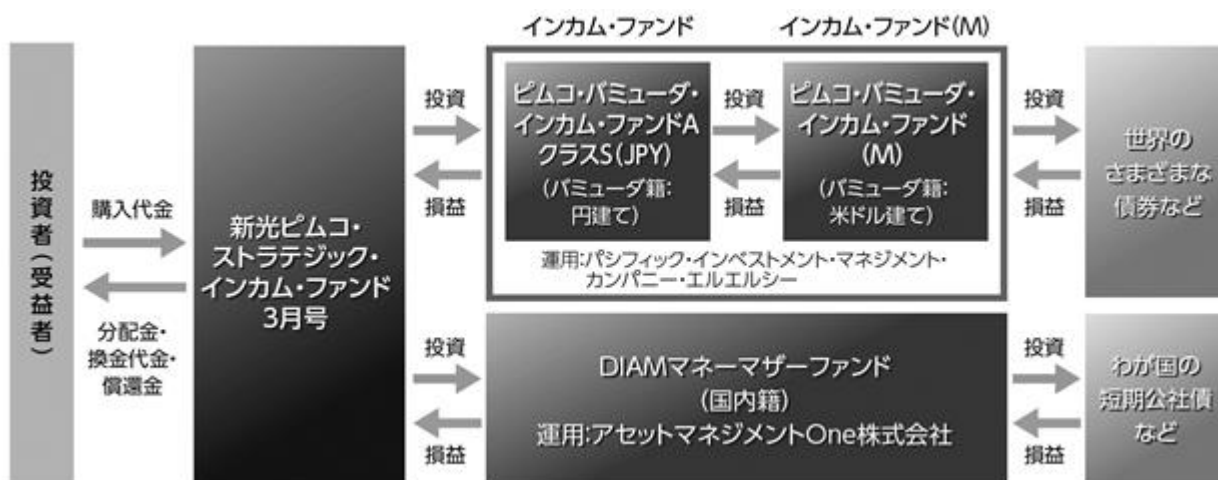 投資者(受益者)
購入代金
分配金・
換金代金・
償還金
新光ピムコ・
ストラテジック・
インカム・ファンド
3月号
投資
損益
インカム・ファンド
ピムコ・バミューダ・
インカム・ファンドA
クラスS(JPY)
(バミューダ籍:
円建て)
投資
損益
インカム・ファンド(M)
ピムコ・バミューダ・
インカム・ファンド
(M)
(バミューダ籍:
米ドル建て)
運用:パシフィック・インベストメント・マネジメント・
カンパニー・エルエルシー
投資
損益
世界の
さまざまな
債券など
投資
損益
DIAMマネーマザーファンド
(国内籍)
運用:アセットマネジメントOne株式会社
投資
損益
わが国の
短期公社債
など